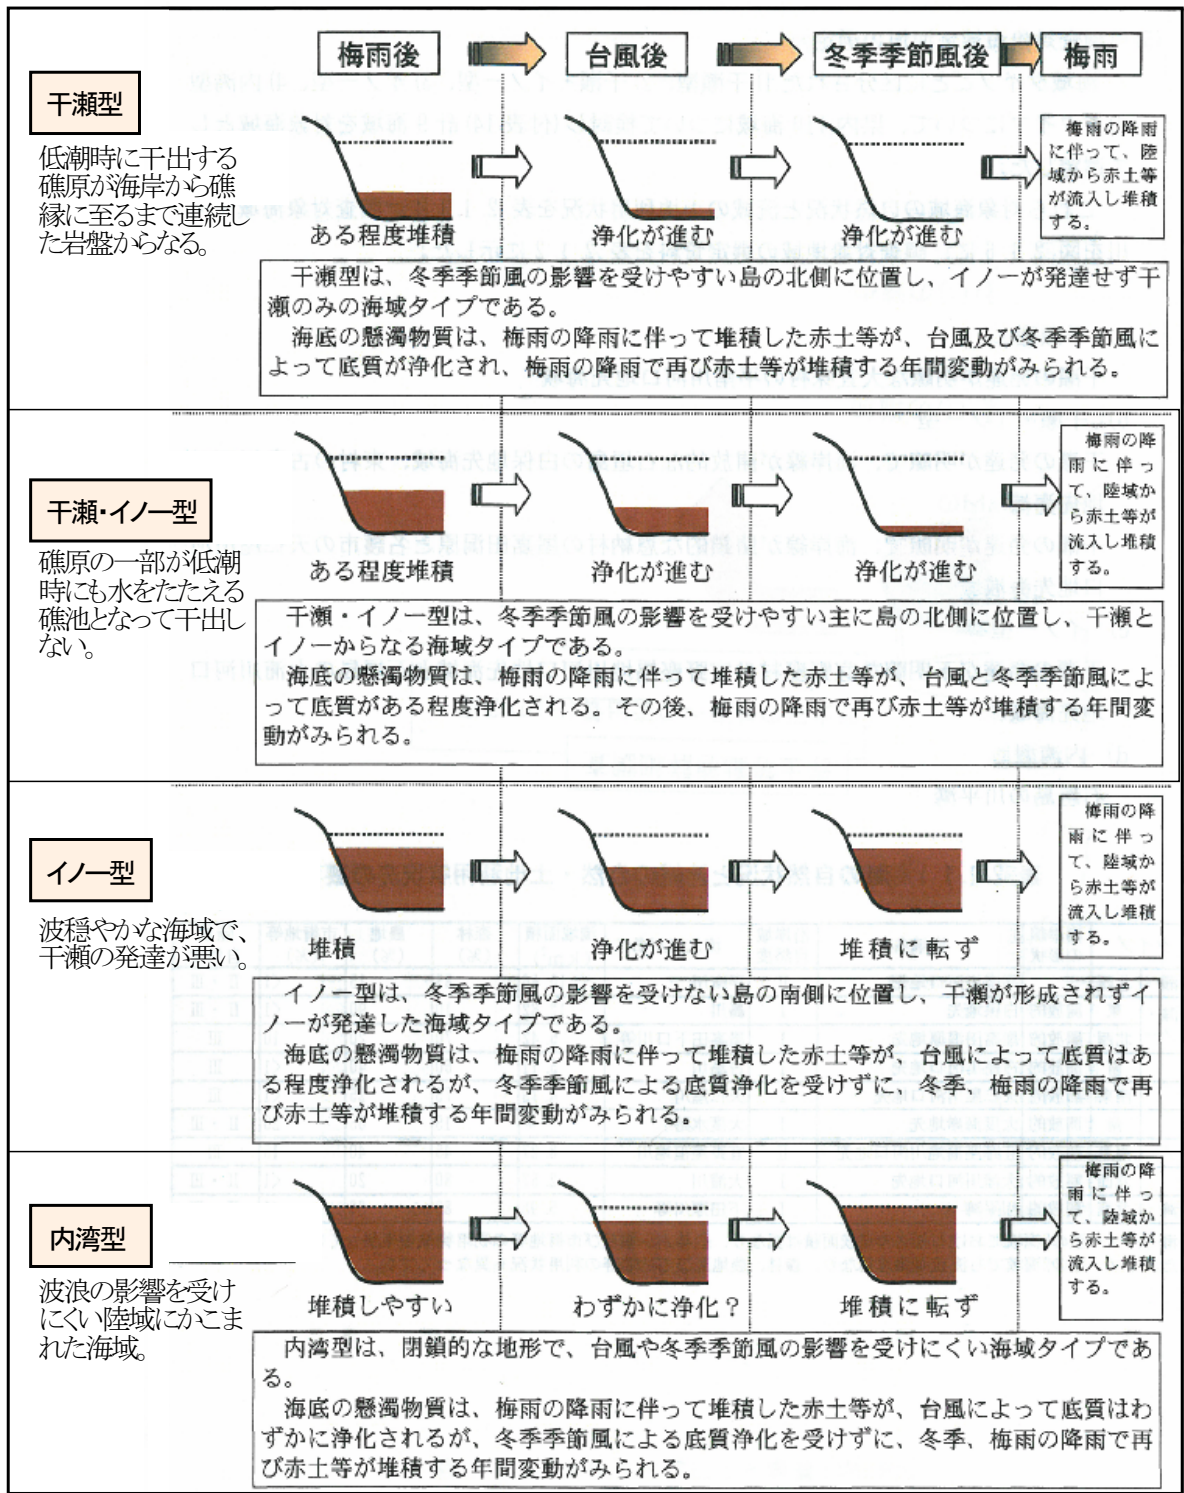 梅雨後
台風後
冬季季節風後
梅雨
干瀬型
低潮時に干出する
礁原が海岸から礁
縁に至るまで連続し
た岩盤からなる。
ある程度堆積
浄化が進む
浄化が進む
梅雨の降雨
に伴って、陸
域から赤土等
が流入し堆積
する。
干瀬型は、冬季季節風の影響を受けやすい島の北側に位置し、イノーが発達せず干
瀬のみの海域タイプである。
海底の懸濁物質は、梅雨の降雨に伴って堆積した赤土等が、台風及び冬季季節風に
よって底質が浄化され、梅雨の降雨で再び赤土等が堆積する年間変動がみられる。
干瀬・イノー型
礁原の一部が低潮
時にも水をたたえる
礁池となって干出し
ない。
ある程度堆積
浄化が進む
浄化が進む
梅雨の降
雨に伴っ
て、陸域か
ら赤土等が
流入し堆積
する。
干瀬・イノー型は、冬季季節風の影響を受けやすい主に島の北側に位置し、干瀬と
イノーからなる海域タイプである。
海底の懸濁物質は、梅雨の降雨に伴って堆積した赤土等が、台風と冬季季節風によ
って底質がある程度浄化される。その後、梅雨の降雨で再び赤土等が堆積する年間変
動がみられる。
イノー型
波穏やかな海域で、
干瀬の発達が悪い。
堆積
浄化が進む
堆積に転ず
梅雨の降
雨に伴っ
て、陸域か
ら赤土等が
流入し堆積
する。
イノー型は、冬季季節風の影響を受けない島の南側に位置し、干瀬が形成されずイ
ノーが発達した海域タイプである。
海底の懸濁物質は、梅雨の降雨に伴って堆積した赤土等が、台風によって底質はあ
る程度浄化されるが、冬季季節風による底質浄化を受けずに、冬季、梅雨の降雨で再
び赤土等が堆積する年間変動がみられる。
内湾型
波浪の影響を受け
にくい陸域にかこま
れた海域。
堆積しやすい
わずかに浄化？
堆積に転ず
梅雨の降
雨に伴っ
て、陸域か
ら赤土等が
流入し堆積
する。
内湾型は、閉鎖的な地形で、台風や冬季季節風の影響を受けにくい海域タイプであ
る。
海底の懸濁物質は、梅雨の降雨に伴って堆積した赤土等が、台風によって底質はわ
ずかに浄化されるが、冬季季節風による底質浄化を受けずに、冬季、梅雨の降雨で再
び赤土等が堆積する年間変動がみられる。